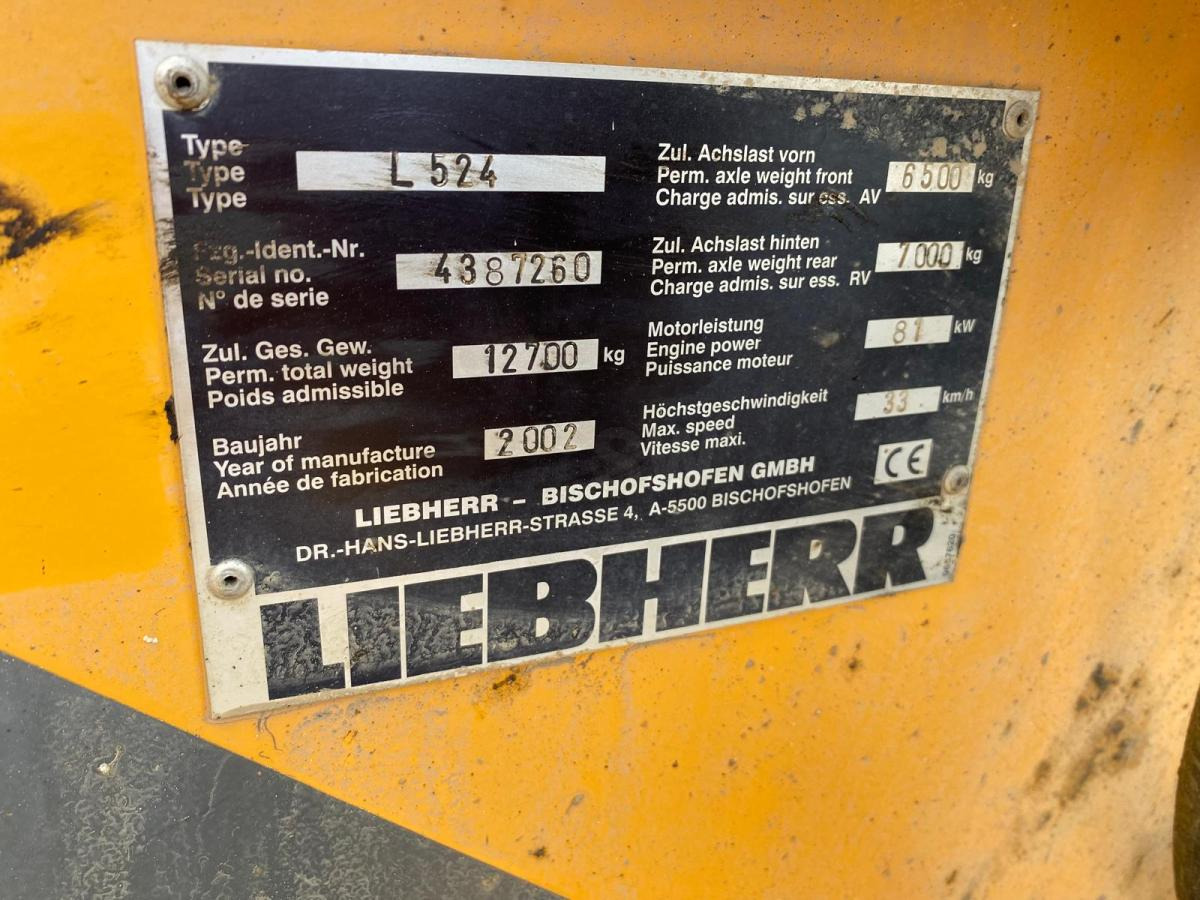 Type
Type
Type
L 524
Fzg.-Ident.-Nr.
Serial no.
N° de serie
4387260
Zul. Ges. Gew.
Perm. total weight
Poids admissible
12700 kg
Baujahr
Year of manufacture
Année de fabrication
2002
Zul. Achslast vorn
Perm. axle weight front
Charge admis. sur ess. AV
6500 kg
Zul. Achslast hinten
Perm. axle weight rear
Charge admis. sur ess. RV
7000 kg
Motorleistung
Engine power
Puissance moteur
81 kW
Höchstgeschwindigkeit
Max. speed
Vitesse maxi.
33 km/h
CE
LIEBHERR – BISCHOFSHOFEN GMBH
DR.-HANS-LIEBHERR-STRASSE 4, A-5500 BISCHOFSHOFEN
LIEBHERR